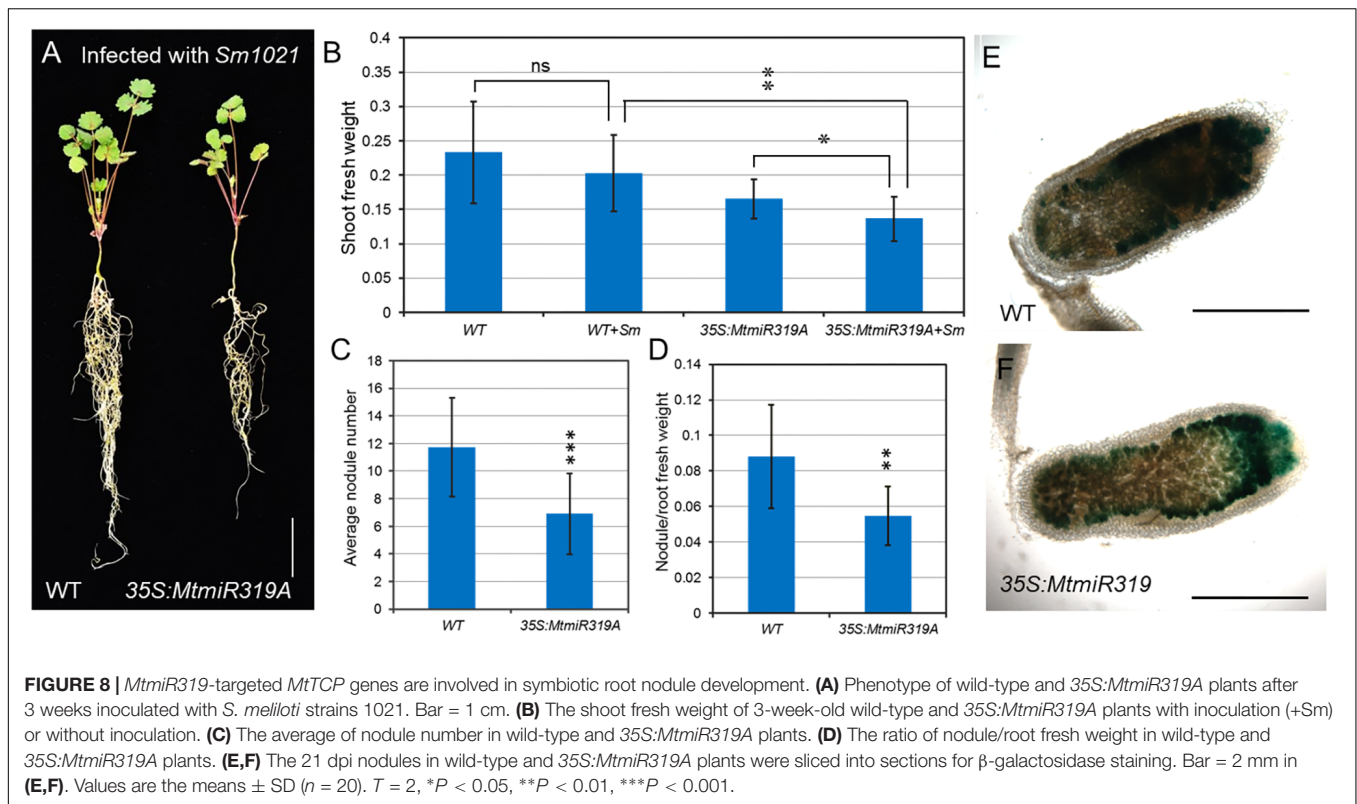 A Infected with Sm1021
WT 35S:MtmiR319A
B
Shoot fresh weight
0.4
0.35
0.3
0.25
0.2
0.15
0.1
0.05
0
ns
**
*
WT WT+Sm 35S:MtmiR319A 35S:MtmiR319A+Sm
C
Average nodule number
18
16
14
12
10
8
6
4
2
0
***
WT 35S:MtmiR319A
D
Nodule/root fresh weight
0.14
0.12
0.1
0.08
0.06
0.04
0.02
0
**
WT 35S:MtmiR319A
E
WT
F
35S:MtmiR319
FIGURE 8 | MtmiR319-targeted MtTCP genes are involved in symbiotic root nodule development. (A) Phenotype of wild-type and 35S:MtmiR319A plants after
3 weeks inoculated with S. meliloti strains 1021. Bar = 1 cm. (B) The shoot fresh weight of 3-week-old wild-type and 35S:MtmiR319A plants with inoculation (+Sm)
or without inoculation. (C) The average of nodule number in wild-type and 35S:MtmiR319A plants. (D) The ratio of nodule/root fresh weight in wild-type and
35S:MtmiR319A plants. (E,F) The 21 dpi nodules in wild-type and 35S:MtmiR319A plants were sliced into sections for β-galactosidase staining. Bar = 2 mm in
(E,F). Values are the means ± SD (n = 20). T = 2, *P < 0.05, **P < 0.01, ***P < 0.001.